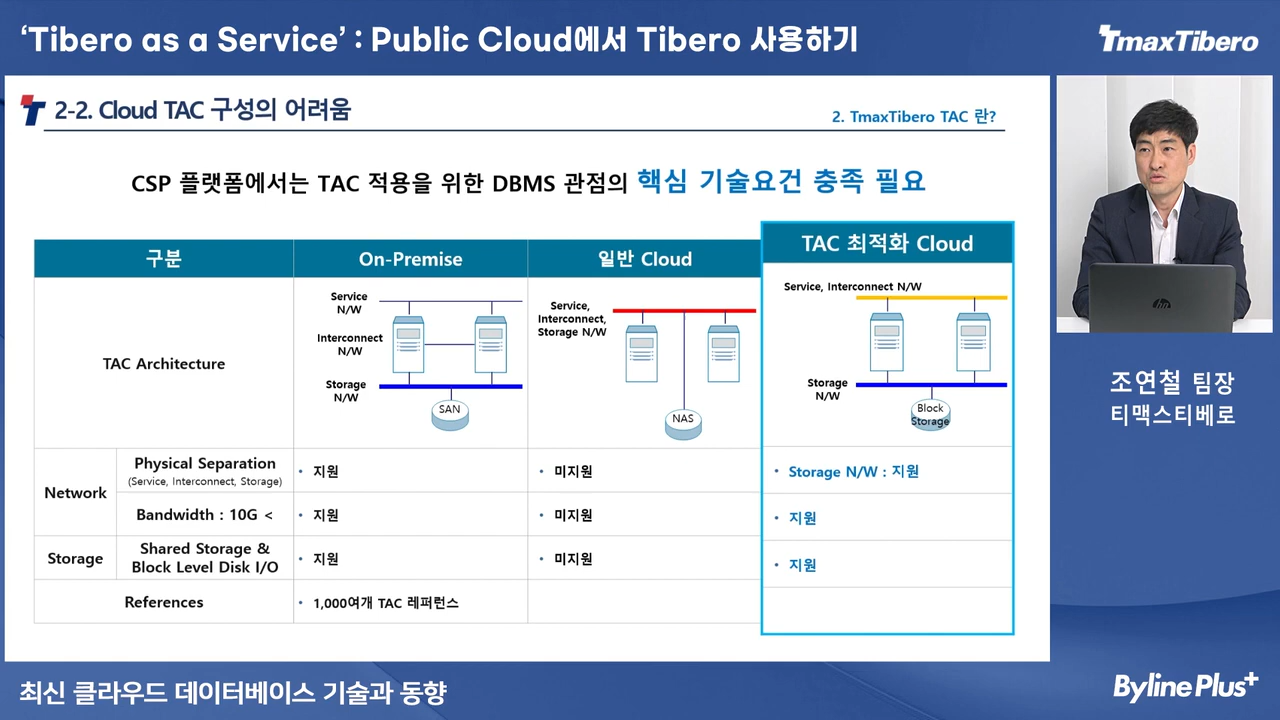 ‘Tibero as a Service’ : Public Cloud에서 Tibero 사용하기
TmaxTibero
2-2. Cloud TAC 구성의 어려움
2. TmaxTibero TAC 란?
CSP 플랫폼에서는 TAC 적용을 위한 DBMS 관점의 핵심 기술요건 충족 필요
구분
On-Premise
일반 Cloud
TAC 최적화 Cloud
TAC Architecture
Service
N/W
Interconnect
N/W
Storage
N/W
SAN
Service,
Interconnect,
Storage N/W
NAS
Service, Interconnect N/W
Storage
N/W
Block
Storage
Network
Physical Separation
(Service, Interconnect, Storage)
• 지원
• 미지원
• Storage N/W : 지원
Bandwidth : 10G <
• 지원
• 미지원
• 지원
Storage
Shared Storage &
Block Level Disk I/O
• 지원
• 미지원
• 지원
References
• 1,000여개 TAC 레퍼런스
hp
조연철 팀장
티맥스티베로
최신 클라우드 데이터베이스 기술과 동향
Byline Plus+